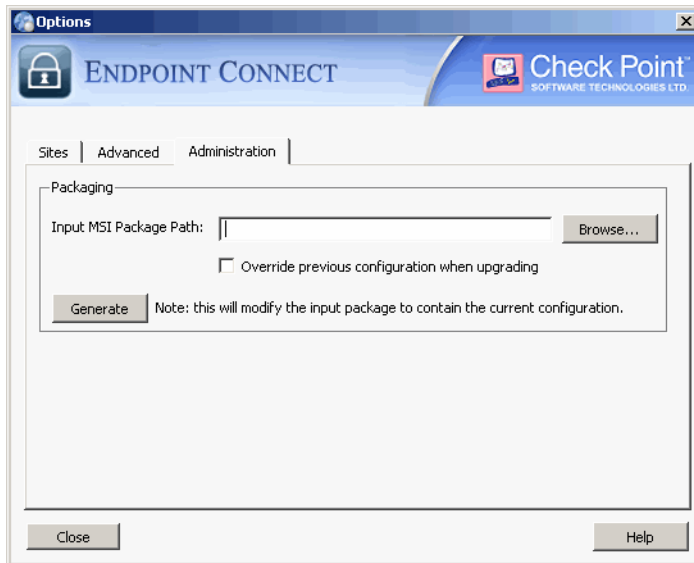 Options
ENDPOINT CONNECT
Check Point
SOFTWARE TECHNOLOGIES LTD.
Sites Advanced Administration
Packaging
Input MSI Package Path: Browse...
Override previous configuration when upgrading
Generate Note: this will modify the input package to contain the current configuration.
Close Help